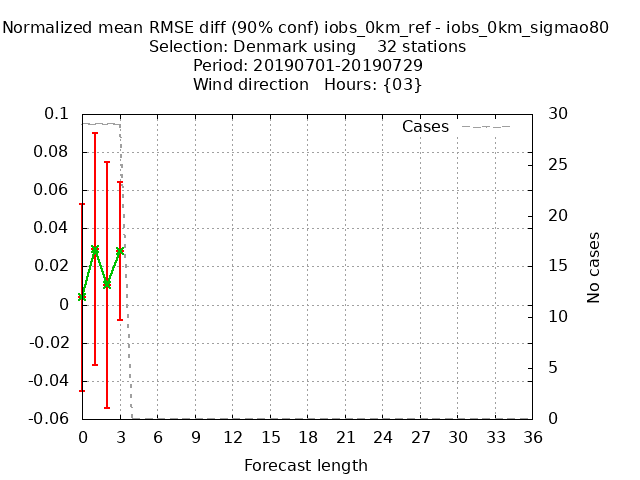 Normalized mean RMSE diff (90% conf) iobs_0km_ref - iobs_0km_sigmao80
Selection: Denmark using 32 stations
Period: 20190701-20190729
Wind direction Hours: {03}
Cases
0.1
0.08
0.06
0.04
0.02
0
-0.02
-0.04
-0.06
30
25
20
15
10
5
0
No cases
0 3 6 9 12 15 18 21 24 27 30 33 36
Forecast length